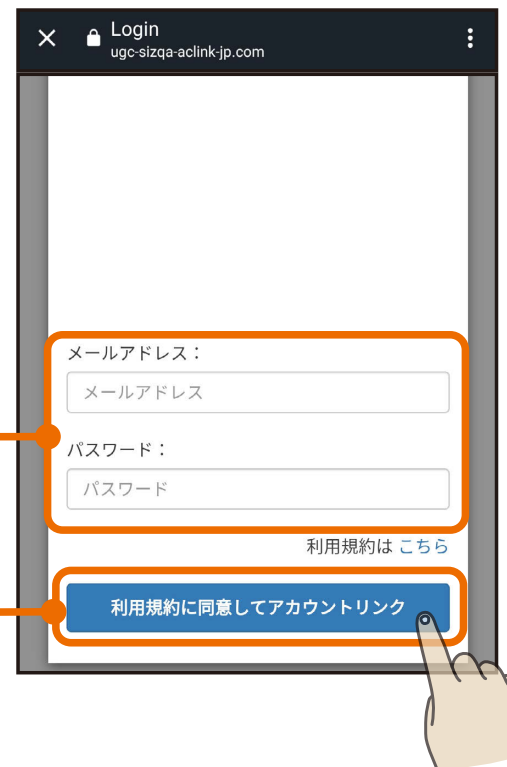 Login
ugc-sizqa-aclink-jp.com
メールアドレス：
メールアドレス
パスワード：
パスワード
利用規約は こちら
利用規約に同意してアカウントリンク